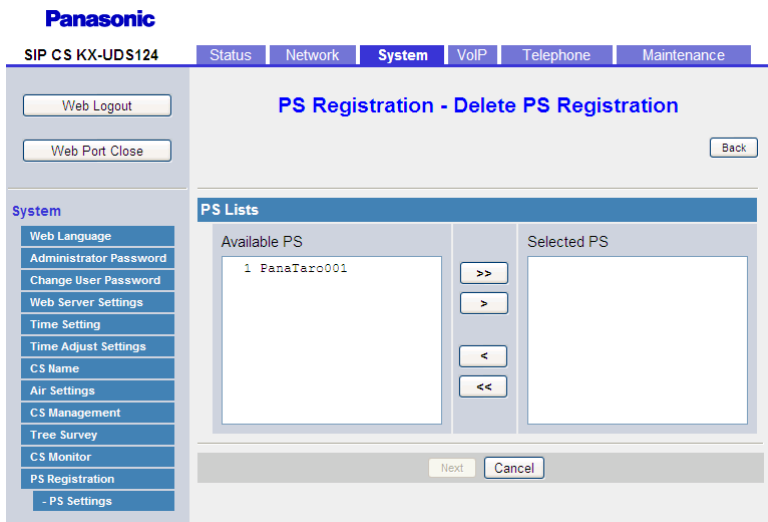 Panasonic
SIP CS KX-UDS124
Status Network System VoIP Telephone Maintenance
Web Logout
Web Port Close
PS Registration - Delete PS Registration
Back
System
Web Language
Administrator Password
Change User Password
Web Server Settings
Time Setting
Time Adjust Settings
CS Name
Air Settings
CS Management
Tree Survey
CS Monitor
PS Registration
- PS Settings
PS Lists
Available PS
1 PanaTaro001
>>
>
<
<<
Selected PS
Next Cancel